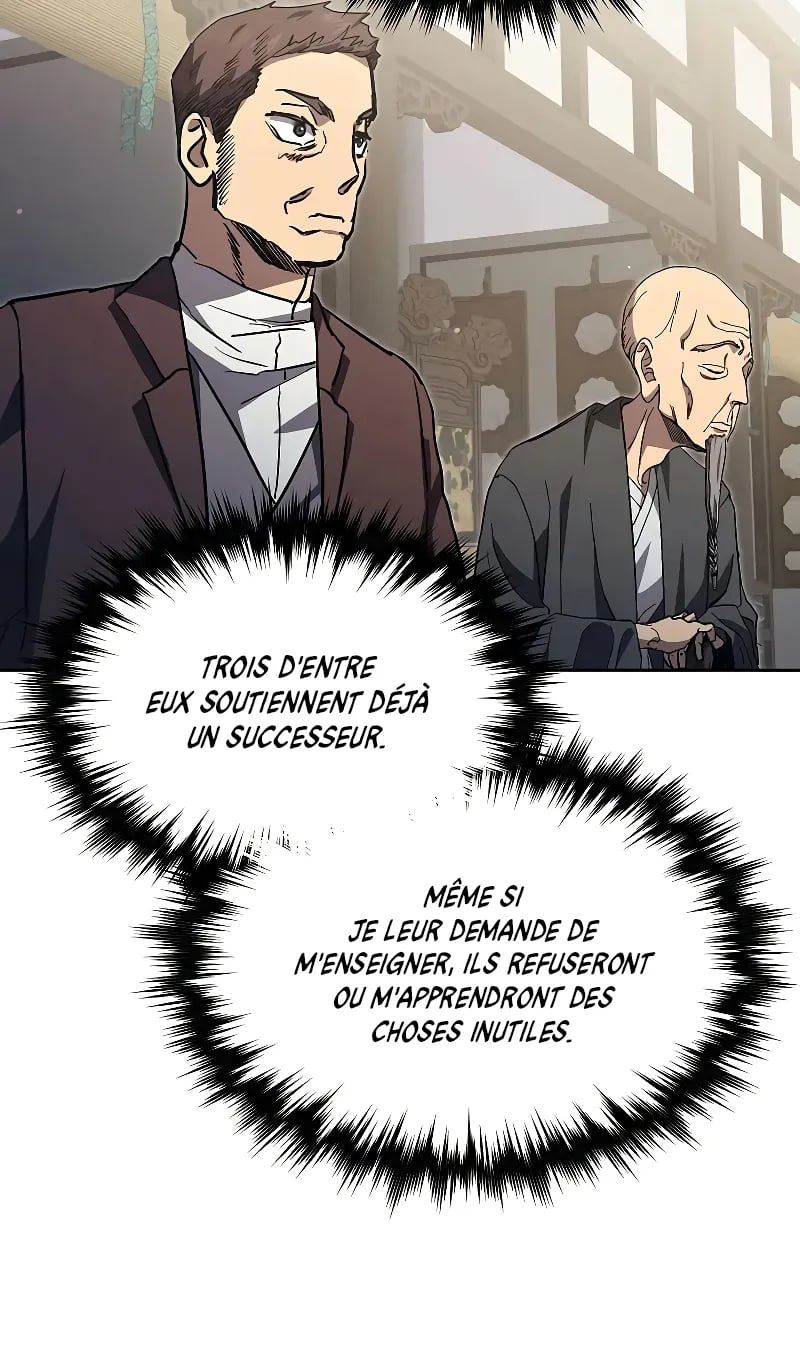 TROIS D'ENTRE
EUX SOUTIENNENT DÉJÀ
UN SUCCESSEUR.
MÊME SI
JE LEUR DEMANDE DE
M'ENSEIGNER, ILS REFUSERONT
OU M'APPRENDRONT DES
CHOSES INUTILES.